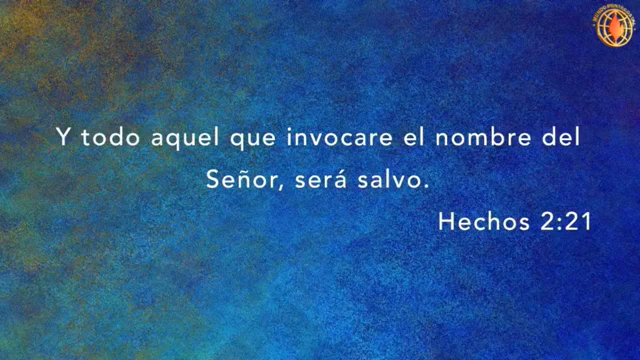 Y todo aquel que invocare el nombre del
Señor, será salvo.
Hechos 2:21